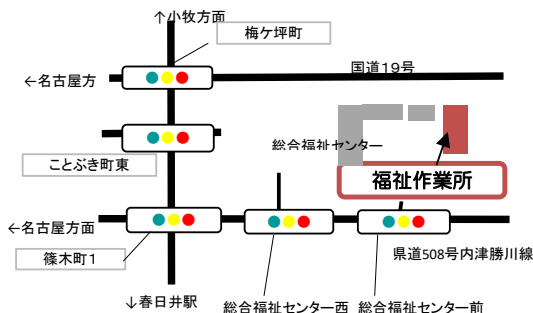 ↑小牧方面
梅ケ坪町
国道19号
←名古屋方
ことぶき町東
総合福祉センター
福祉作業所
←名古屋方面
篠木町1
県道508号内津勝川線
↓春日井駅
総合福祉センター西
総合福祉センター前